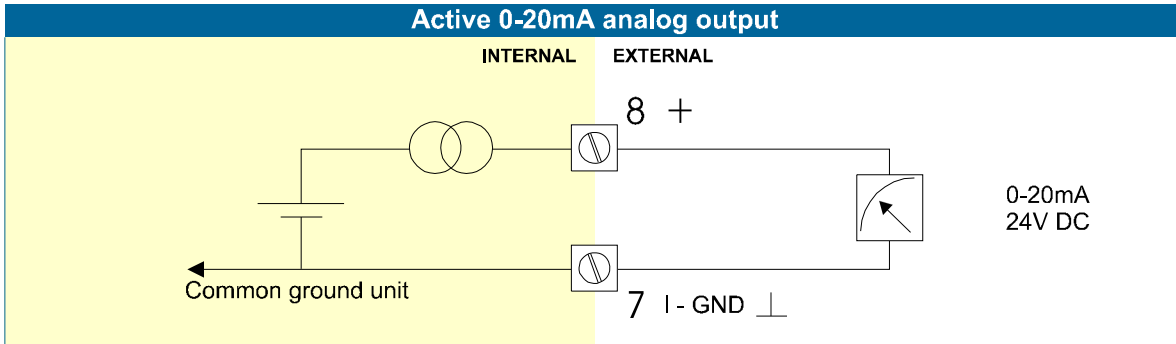 Active 0-20mA analog output
INTERNAL EXTERNAL
8 +
0-20mA
24V DC
Common ground unit
7 I - GND ⊥